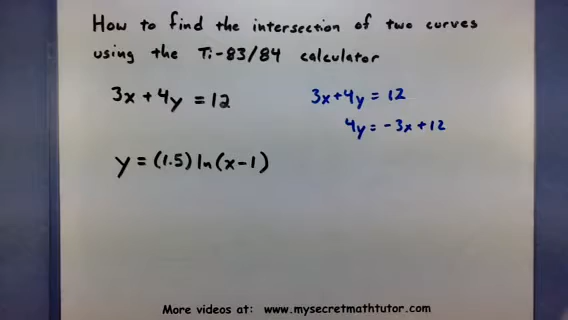 How to find the intersection of two curves
using the Ti-83/84 calculator
3x+4y=12
3x+4y=12
4y=-3x+12
y=(1.5)ln(x-1)
More videos at: www.mysecretmathtutor.com